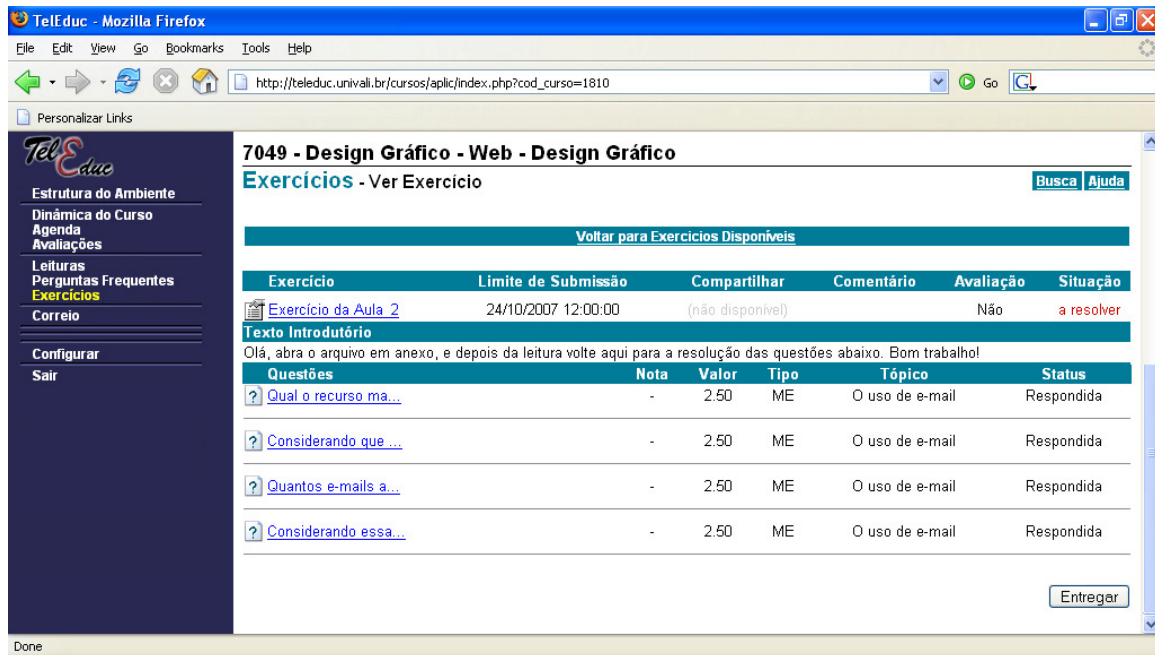 TelEduc - Mozilla Firefox
File Edit View Go Bookmarks Tools Help
http://teleduc.univali.br/cursos/aplic/index.php?cod_curso=1810 Go G
Personalizar Links
TelEduc
Estrutura do Ambiente
Dinâmica do Curso
Agenda
Avaliações
Leituras
Perguntas Frequentes
Exercícios
Correio
Configurar
Sair
7049 - Design Gráfico - Web - Design Gráfico
Exercícios - Ver Exercício Busca Ajuda
Voltar para Exercicios Disponíveis
Exercício Limite de Submissão Compartilhar Comentário Avaliação Situação
Exercício da Aula 2 24/10/2007 12:00:00 (não disponível) Não a resolver
Texto Introdutório
Olá, abra o arquivo em anexo, e depois da leitura volte aqui para a resolução das questões abaixo. Bom trabalho!
Questões Nota Valor Tipo Tópico Status
? Qual o recurso ma... - 2.50 ME O uso de e-mail Respondida
? Considerando que ... - 2.50 ME O uso de e-mail Respondida
? Quantos e-mails a... - 2.50 ME O uso de e-mail Respondida
? Considerando essa... - 2.50 ME O uso de e-mail Respondida
Entregar
Done